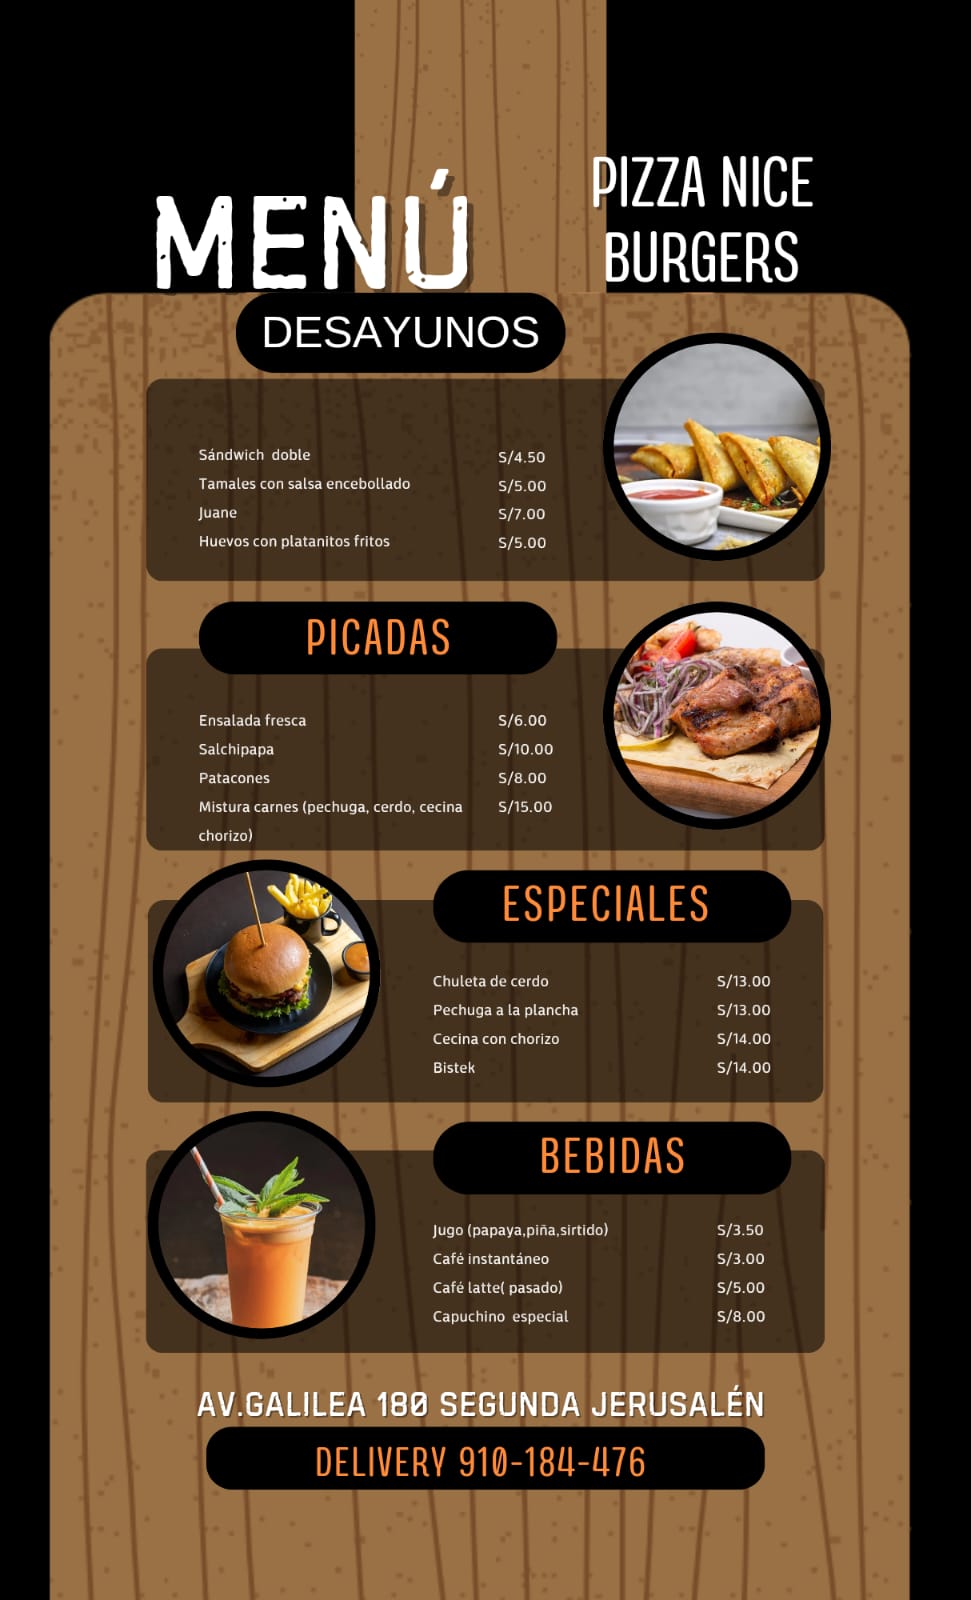 MENÚ
PIZZA NICE
BURGERS
DESAYUNOS
Sándwich doble S/4.50
Tamales con salsa encebollado S/5.00
Juane S/7.00
Huevos con platanitos fritos S/5.00
PICADAS
Ensalada fresca S/6.00
Salchipapa S/10.00
Patacones S/8.00
Mistura carnes (pechuga, cerdo, cecina S/15.00
chorizo)
ESPECIALES
Chuleta de cerdo S/13.00
Pechuga a la plancha S/13.00
Cecina con chorizo S/14.00
Bistek S/14.00
BEBIDAS
Jugo (papaya,piña,sirtido) S/3.50
Café instantáneo S/3.00
Café latte( pasado) S/5.00
Capuchino especial S/8.00
AV.GALILEA 180 SEGUNDA JERUSALÉN
DELIVERY 910-184-476